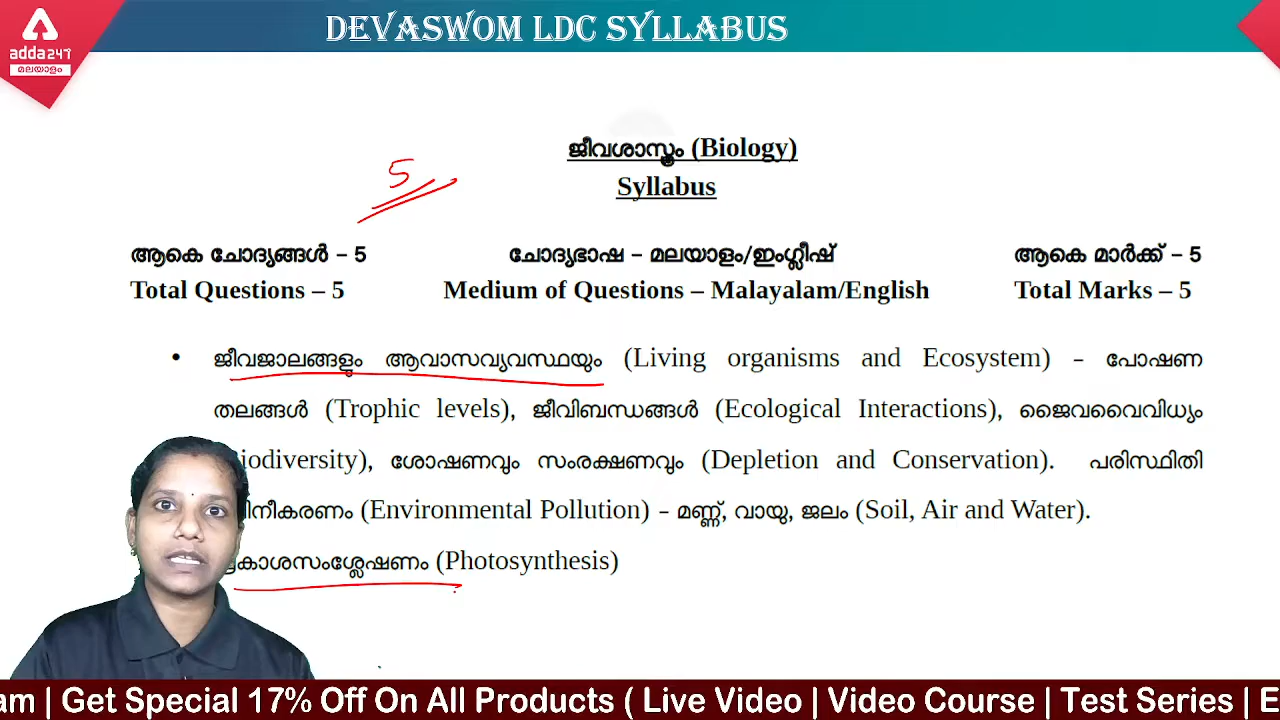 DEVASWOM LDC SYLLABUS
adda247
മലയാളം
ജീവശാസ്ത്രം (Biology)
Syllabus
5
ആകെ ചോദ്യങ്ങൾ – 5 ചോദ്യഭാഷ – മലയാളം/ഇംഗ്ലീഷ് ആകെ മാർക്ക് – 5
Total Questions – 5 Medium of Questions – Malayalam/English Total Marks – 5
• ജീവജാലങ്ങളും ആവാസവ്യവസ്ഥയും (Living organisms and Ecosystem) – പോഷണ
തലങ്ങൾ (Trophic levels), ജീവിബന്ധങ്ങൾ (Ecological Interactions), ജൈവവൈവിധ്യം
iodiversity), ശോഷണവും സംരക്ഷണവും (Depletion and Conservation). പരിസ്ഥിതി
ിനീകരണം (Environmental Pollution) – മണ്ണ്, വായു, ജലം (Soil, Air and Water).
പ്രകാശസംശ്ലേഷണം (Photosynthesis)
am | Get Special 17% Off On All Products ( Live Video | Video Course | Test Series | E